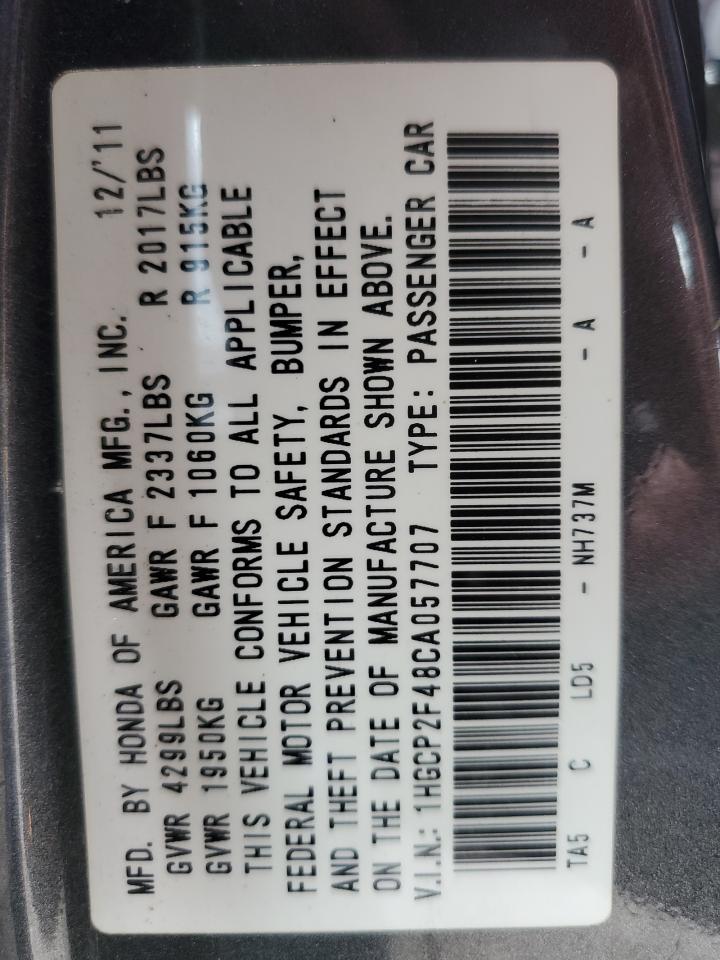 MFD. BY HONDA OF AMERICA MFG., INC. 12/'11
GVWR 4299LBS GAWR F 2337LBS R 2017LBS
GVWR 1950KG GAWR F 1060KG R 915KG
THIS VEHICLE CONFORMS TO ALL APPLICABLE
FEDERAL MOTOR VEHICLE SAFETY, BUMPER,
AND THEFT PREVENTION STANDARDS IN EFFECT
ON THE DATE OF MANUFACTURE SHOWN ABOVE.
V.I.N.: 1HGCP2F48CA057707 TYPE: PASSENGER CAR
TA5 C LD5 - NH737M - A - A